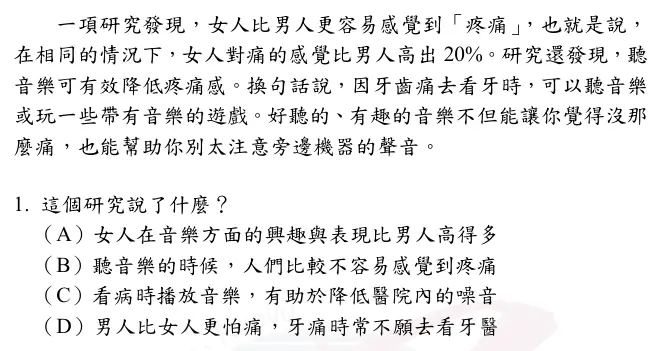 一項研究發現，女人比男人更容易感覺到「疼痛」，也就是說，
在相同的情況下，女人對痛的感覺比男人高出 20%。研究還發現，聽
音樂可有效降低疼痛感。換句話說，因牙齒痛去看牙時，可以聽音樂
或玩一些帶有音樂的遊戲。好聽的、有趣的音樂不但能讓你覺得沒那
麼痛，也能幫助你別太注意旁邊機器的聲音。
1. 這個研究說了什麼？
（A）女人在音樂方面的興趣與表現比男人高得多
（B）聽音樂的時候，人們比較不容易感覺到疼痛
（C）看病時播放音樂，有助於降低醫院內的噪音
（D）男人比女人更怕痛，牙痛時常不願去看牙醫